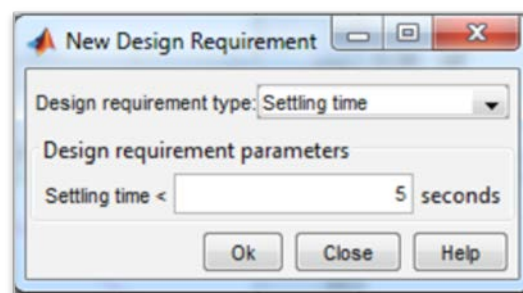 New Design Requirement
Design requirement type: Settling time
Design requirement parameters
Settling time < 5 seconds
Ok Close Help